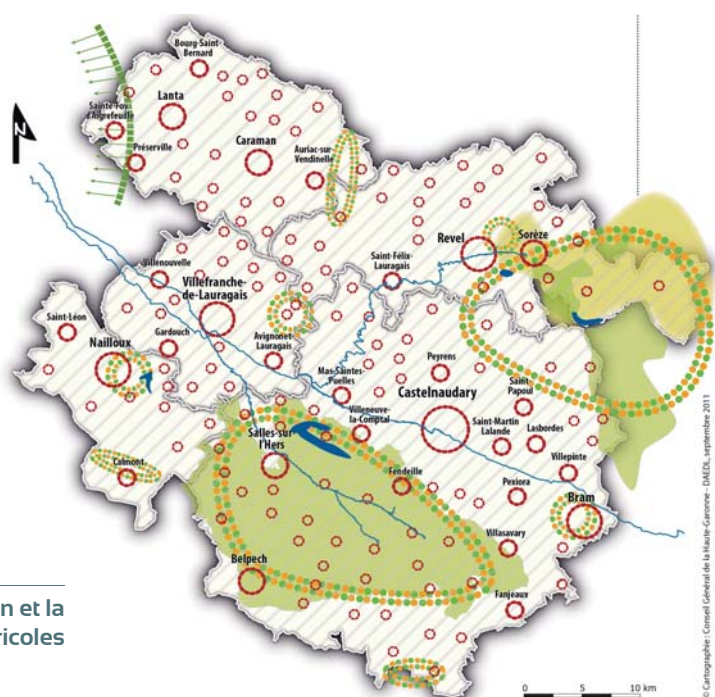 Bourg-Saint-
Bernard
Lanta
Sainte-Foy
d'Aigrefeuille
Préserville
Caraman
Auriac-sur-
Vendinelle
N
Revel
Sorèze
Saint-Félix-
Lauragais
Villenouvelle
Villefranche-
de-Lauragais
Saint-Léon
Nailloux
Gardouch
Avignonet-
Lauragais
Mas-Saintes-
Puelles
Peyrens
Castelnaudary
Saint-
Papoul
Villeneuve-
la-Comptal
Saint-Martin
Lalande
Lasbordes
Salles-sur-
l'Hers
Villepinte
Calmont
Fendeille
Pexiora
Bram
Villasavary
Belpech
Fanjeaux
n et la
ricoles
0 5 10 km
© Cartographie : Conseil Général de la Haute-Garonne - DAEDL, septembre 2011